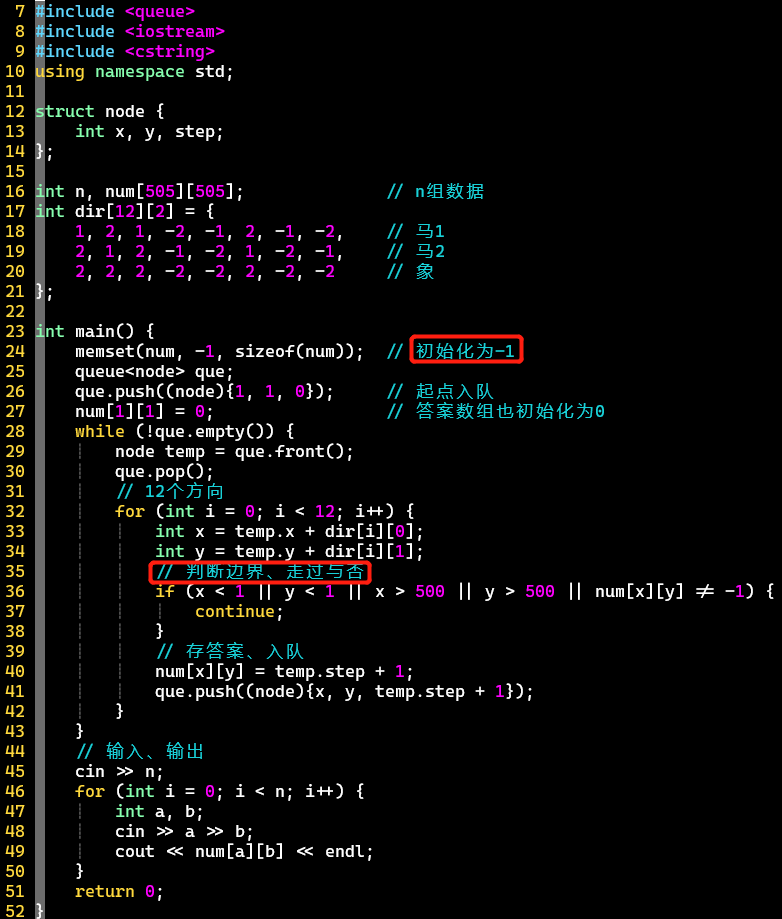 7 #include <queue>
8 #include <iostream>
9 #include <cstring>
10 using namespace std;
11
12 struct node {
13     int x, y, step;
14 };
15
16 int n, num[505][505];               // n组数据
17 int dir[12][2] = {
18     1, 2, 1, -2, -1, 2, -1, -2,     // 马1
19     2, 1, 2, -1, -2, 1, -2, -1,     // 马2
20     2, 2, 2, -2, -2, 2, -2, -2      // 象
21 };
22
23 int main() {
24     memset(num, -1, sizeof(num));   // 初始化为-1
25     queue<node> que;
26     que.push((node){1, 1, 0});      // 起点入队
27     num[1][1] = 0;                  // 答案数组也初始化为0
28     while (!que.empty()) {
29         node temp = que.front();
30         que.pop();
31         // 12个方向
32         for (int i = 0; i < 12; i++) {
33             int x = temp.x + dir[i][0];
34             int y = temp.y + dir[i][1];
35             // 判断边界、走过与否
36             if (x < 1 || y < 1 || x > 500 || y > 500 || num[x][y] != -1) {
37                 continue;
38             }
39             // 存答案、入队
40             num[x][y] = temp.step + 1;
41             que.push((node){x, y, temp.step + 1});
42         }
43     }
44     // 输入、输出
45     cin >> n;
46     for (int i = 0; i < n; i++) {
47         int a, b;
48         cin >> a >> b;
49         cout << num[a][b] << endl;
50     }
51     return 0;
52 }